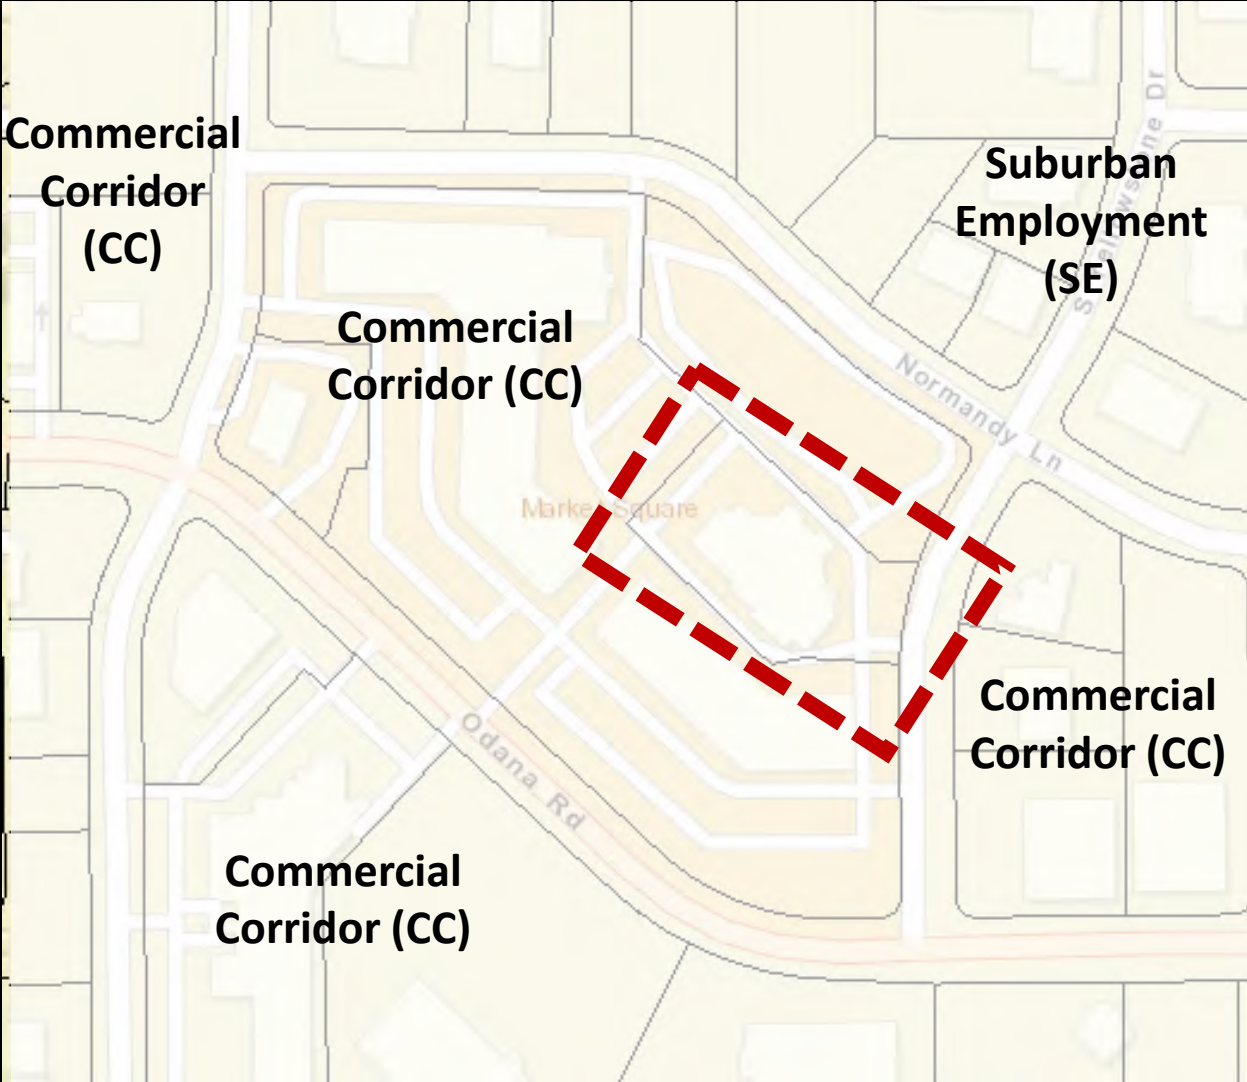 Commercial
Corridor
(CC)
Suburban
Employment
(SE)
Commercial
Corridor (CC)
Normandy Ln
Market Square
Commercial
Corridor (CC)
Odana Rd
Commercial
Corridor (CC)